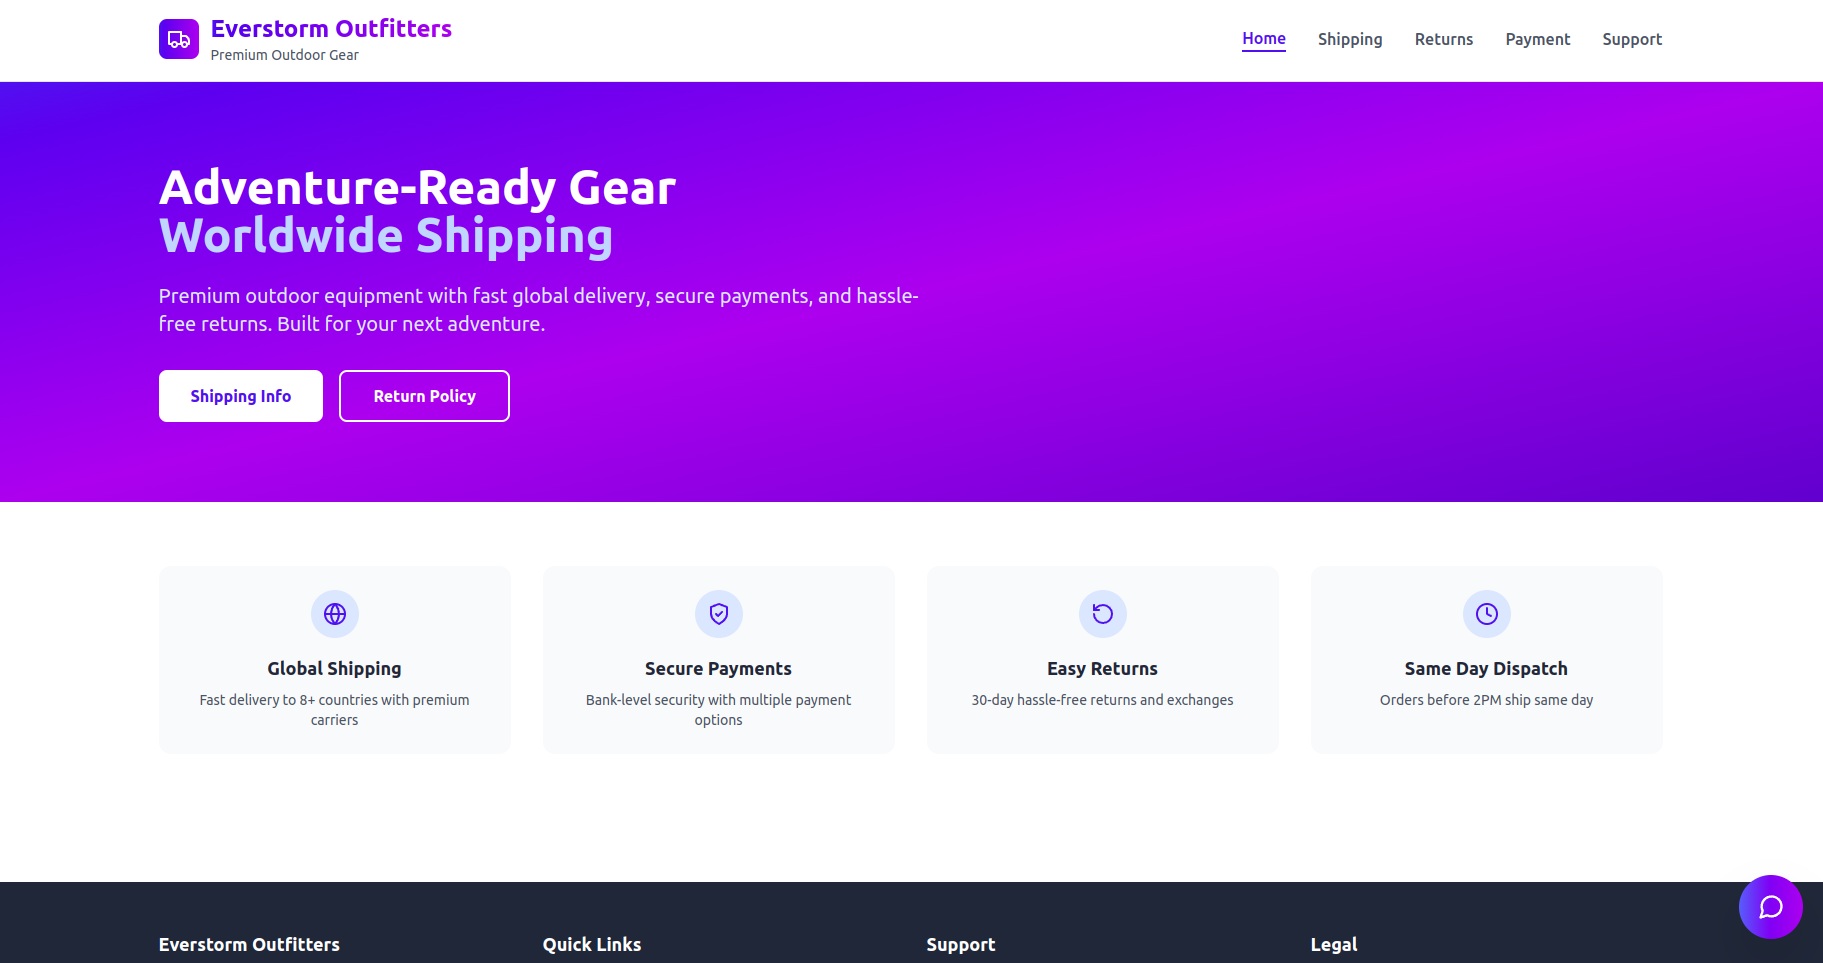 Everstorm Outfitters
Premium Outdoor Gear
Home
Shipping
Returns
Payment
Support
Adventure-Ready Gear
Worldwide Shipping
Premium outdoor equipment with fast global delivery, secure payments, and hassle-
free returns. Built for your next adventure.
Shipping Info
Return Policy
Global Shipping
Fast delivery to 8+ countries with premium
carriers
Secure Payments
Bank-level security with multiple payment
options
Easy Returns
30-day hassle-free returns and exchanges
Same Day Dispatch
Orders before 2PM ship same day
Everstorm Outfitters
Quick Links
Support
Legal